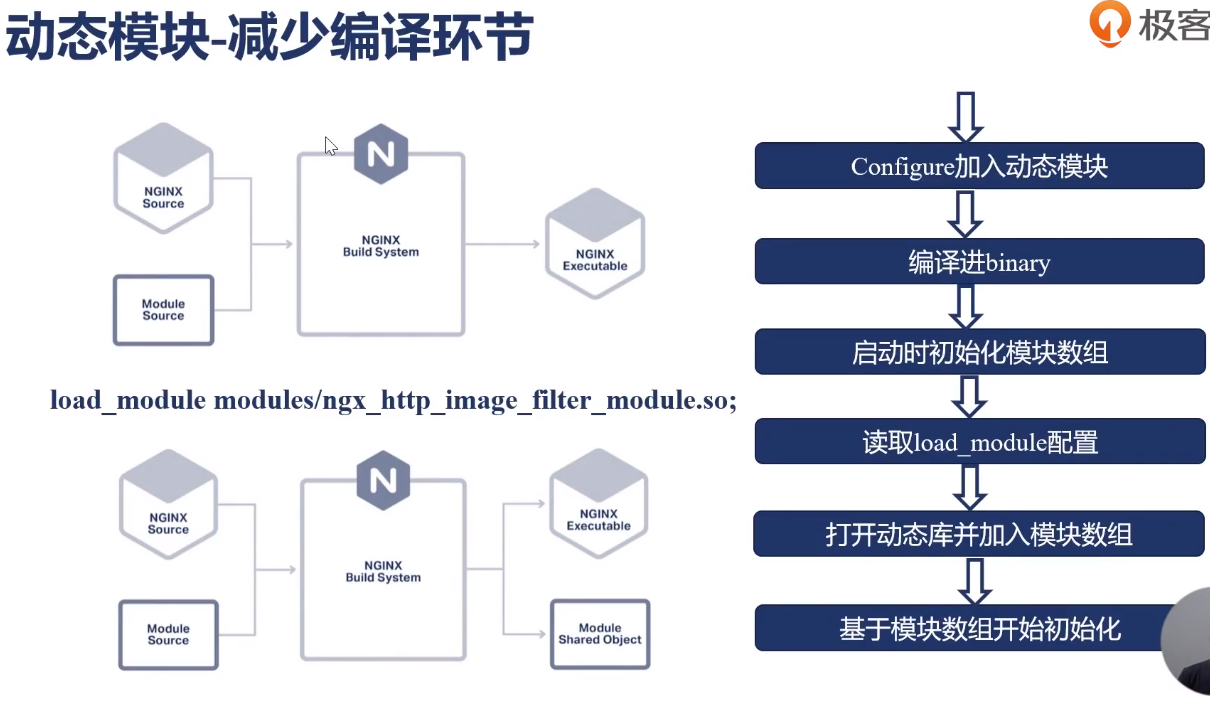 动态模块-减少编译环节
极客
NGINX
Source
Module
Source
N
NGINX
Build System
NGINX
Executable
load_module modules/ngx_http_image_filter_module.so;
NGINX
Source
Module
Source
N
NGINX
Build System
NGINX
Executable
Module
Shared Object
Configure加入动态模块
编译进binary
启动时初始化模块数组
读取load_module配置
打开动态库并加入模块数组
基于模块数组开始初始化